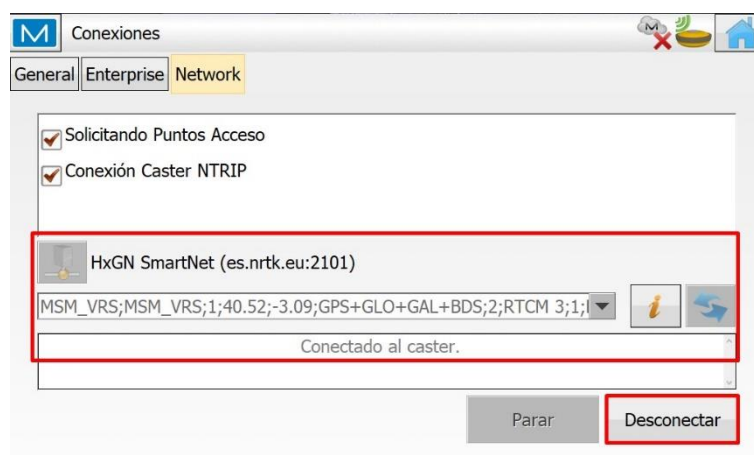 M Conexiones M
General Enterprise Network
Solicitando Puntos Acceso
Conexión Caster NTRIP
HxGN SmartNet (es.nrtk.eu:2101)
MSM_VRS;MSM_VRS;1;40.52;-3.09;GPS+GLO+GAL+BDS;2;RTCM 3;1;
i
Conectado al caster.
Parar Desconectar